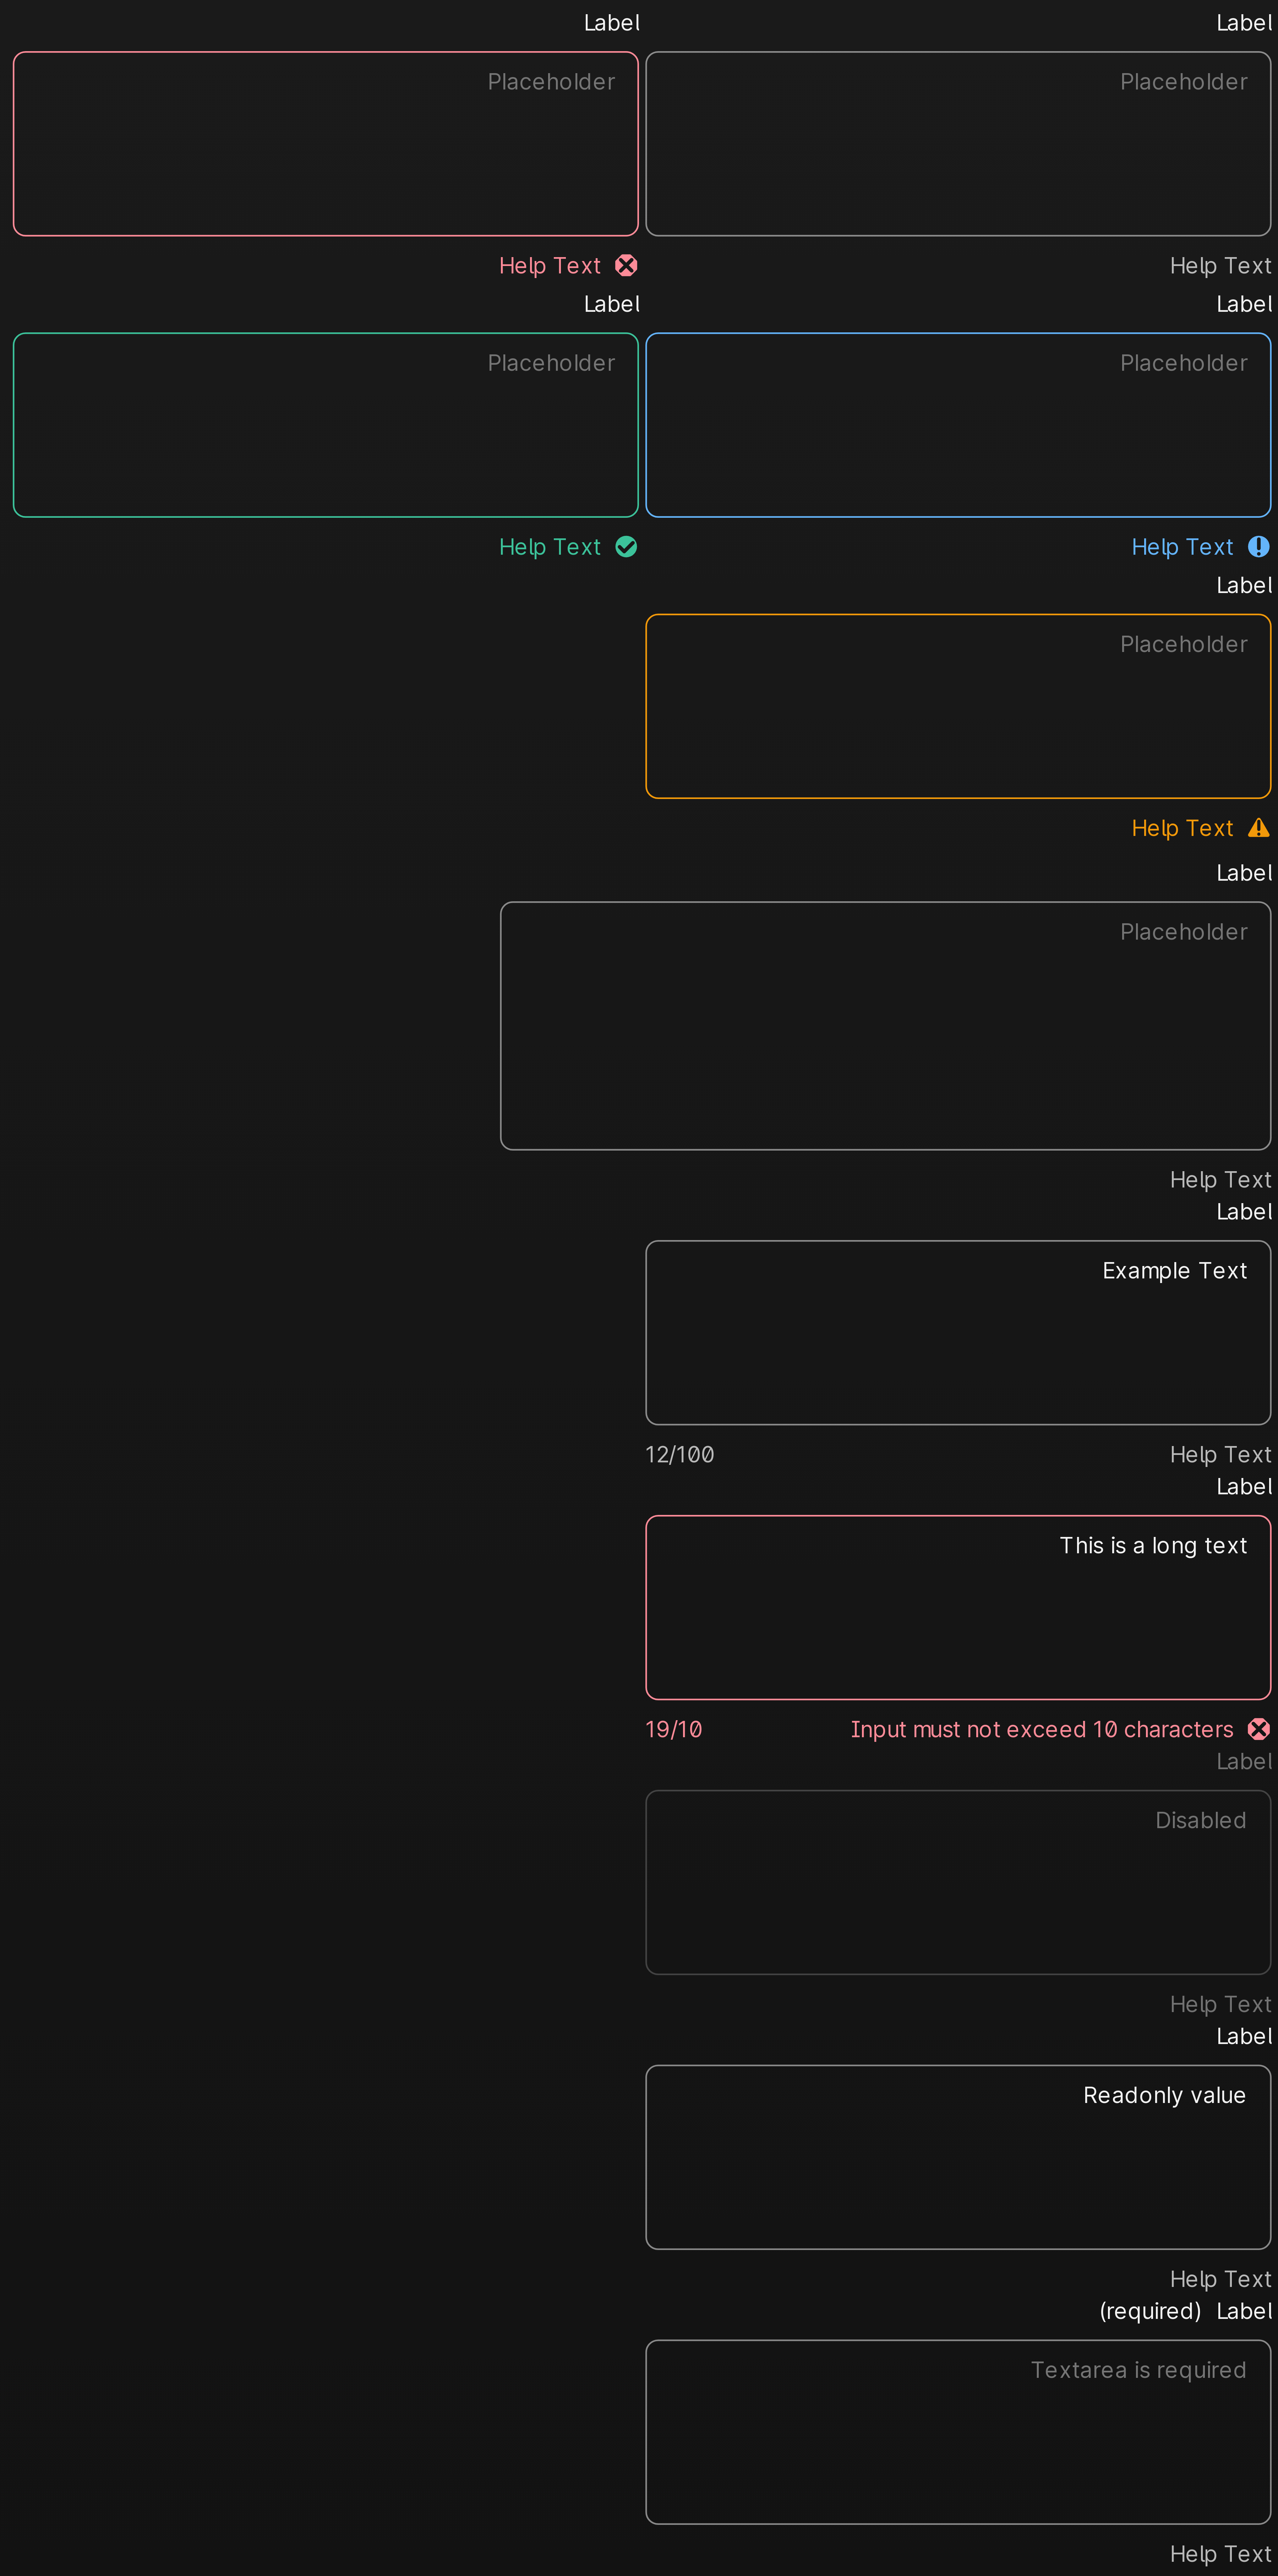 Label
Label
Placeholder
Placeholder
Help Text
Help Text
Label
Label
Placeholder
Placeholder
Help Text
Help Text
Label
Placeholder
Help Text
Label
Placeholder
Help Text
Label
Example Text
12/100
Help Text
Label
This is a long text
19/10
Input must not exceed 10 characters
Label
Disabled
Help Text
Label
Readonly value
Help Text
(required) Label
Textarea is required
Help Text